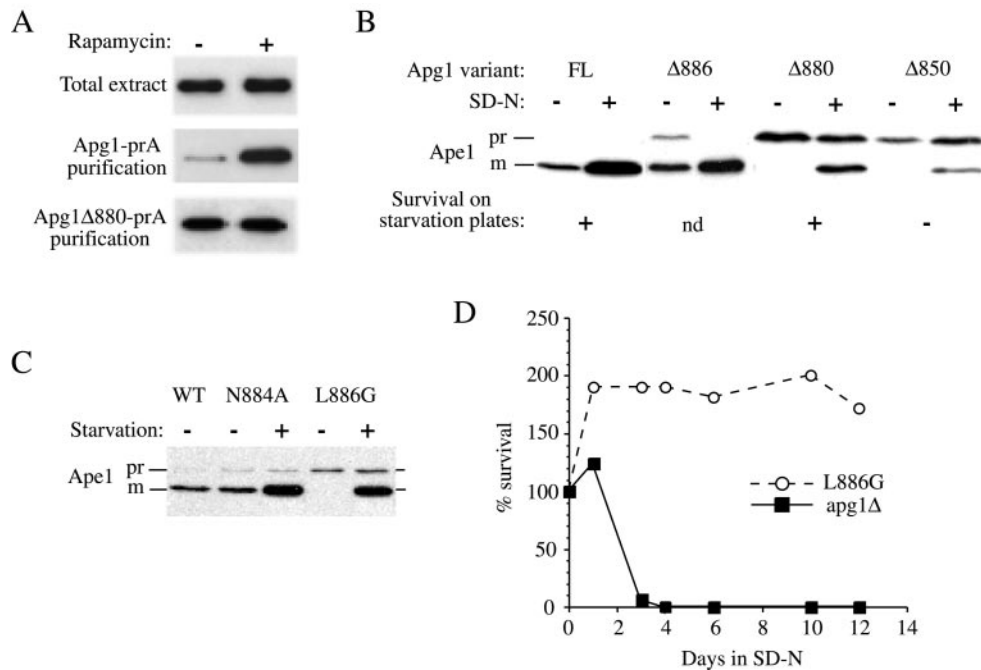 A
Rapamycin: - +
Total extract
Apg1-prA
purification
Apg1Δ880-prA
purification
B
Apg1 variant: FL Δ886 Δ880 Δ850
SD-N - + - + - + - +
pr
Ape1
m
Survival on
starvation plates: + nd + -
C
WT N884A L886G
Starvation: - - + - +
pr
Ape1
m
D
250
200
150
100
50
0
% survival
L886G
apg1Δ
0 2 4 6 8 10 12 14
Days in SD-N